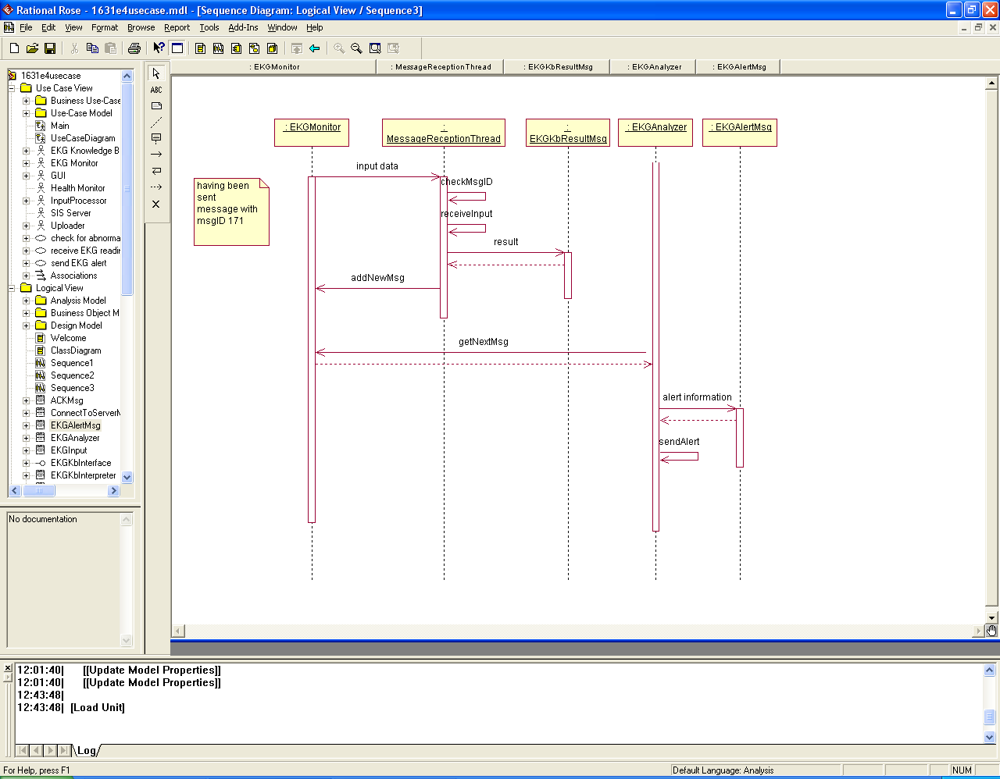 Rational Rose - 1631e4usecase.mdl - [Sequence Diagram: Logical View / Sequence3]
File Edit View Format Browse Report Tools Add-Ins Window Help
: EKGMonitor : MessageReceptionThread : EKGKbResultMsg : EKGAnalyzer : EKGAlertMsg
1631e4usecase
Use Case View
Business Use-Case
Use-Case Model
Main
UseCaseDiagram
EKG Knowledge B
EKG Monitor
GUI
Health Monitor
InputProcessor
SIS Server
Uploader
check for abnorma
receive EKG readi
send EKG alert
Associations
Logical View
Analysis Model
Business Object M
Design Model
Welcome
ClassDiagram
Sequence1
Sequence2
Sequence3
ACKMsg
ConnectToServerM
EKGAlertMsg
EKGAnalyzer
EKGInput
EKGKbInterface
EKGKbInterpreter
ABC
: EKGMonitor
:
MessageReceptionThread
:
EKGKbResultMsg
: EKGAnalyzer
: EKGAlertMsg
having been
sent
message with
msgID 171
input data
checkMsgID
receiveInput
result
addNewMsg
getNextMsg
alert information
sendAlert
No documentation
12:01:40| [[Update Model Properties]]
12:01:40| [[Update Model Properties]]
12:43:48|
12:43:48| [Load Unit]
Log
For Help, press F1
Default Language: Analysis
NUM